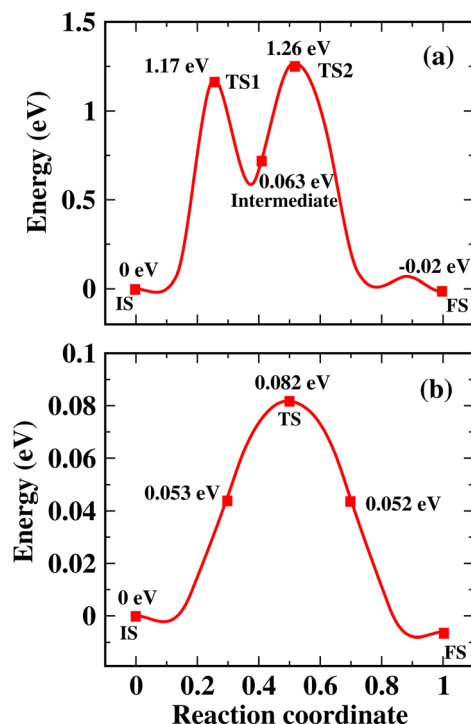 1.5
1
0.5
0
Energy (eV)
(a)
1.26 eV
1.17 eV
TS1
TS2
0.063 eV
Intermediate
0 eV
IS
-0.02 eV
FS
0.1
0.08
0.06
0.04
0.02
0
Energy (eV)
(b)
0.082 eV
TS
0.053 eV
0.052 eV
0 eV
IS
FS
0 0.2 0.4 0.6 0.8 1
Reaction coordinate